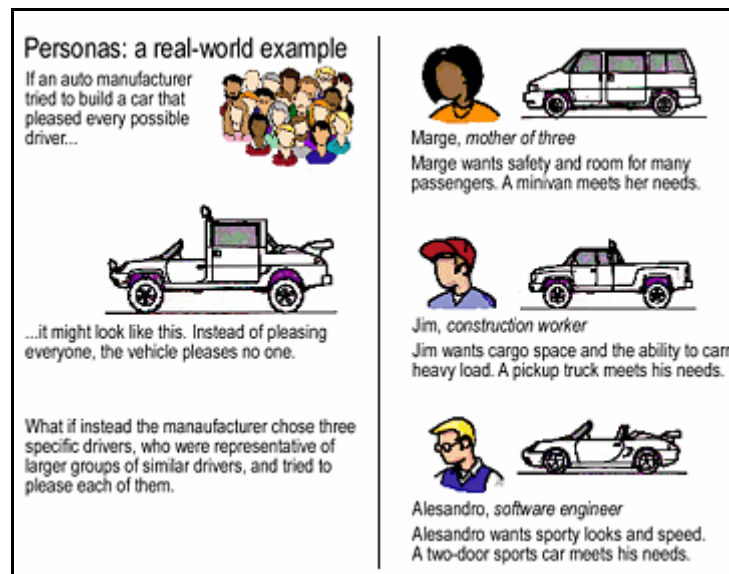 Personas: a real-world example
If an auto manufacturer
tried to build a car that
pleased every possible
driver...
...it might look like this. Instead of pleasing
everyone, the vehicle pleases no one.
What if instead the manaufacturer chose three
specific drivers, who were representative of
larger groups of similar drivers, and tried to
please each of them.
Marge, mother of three
Marge wants safety and room for many
passengers. A minivan meets her needs.
Jim, construction worker
Jim wants cargo space and the ability to carr
heavy load. A pickup truck meets his needs.
Alesandro, software engineer
Alesandro wants sporty looks and speed.
A two-door sports car meets his needs.